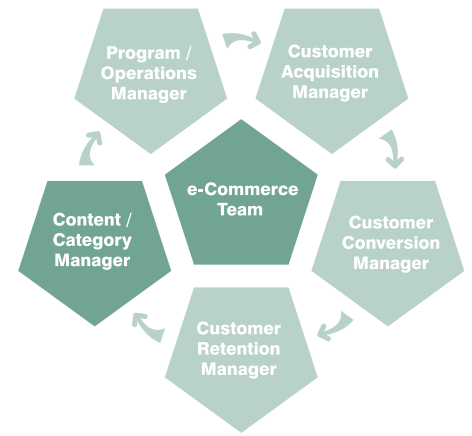 Program /
Operations
Manager
Customer
Acquisition
Manager
e-Commerce
Team
Content /
Category
Manager
Customer
Conversion
Manager
Customer
Retention
Manager